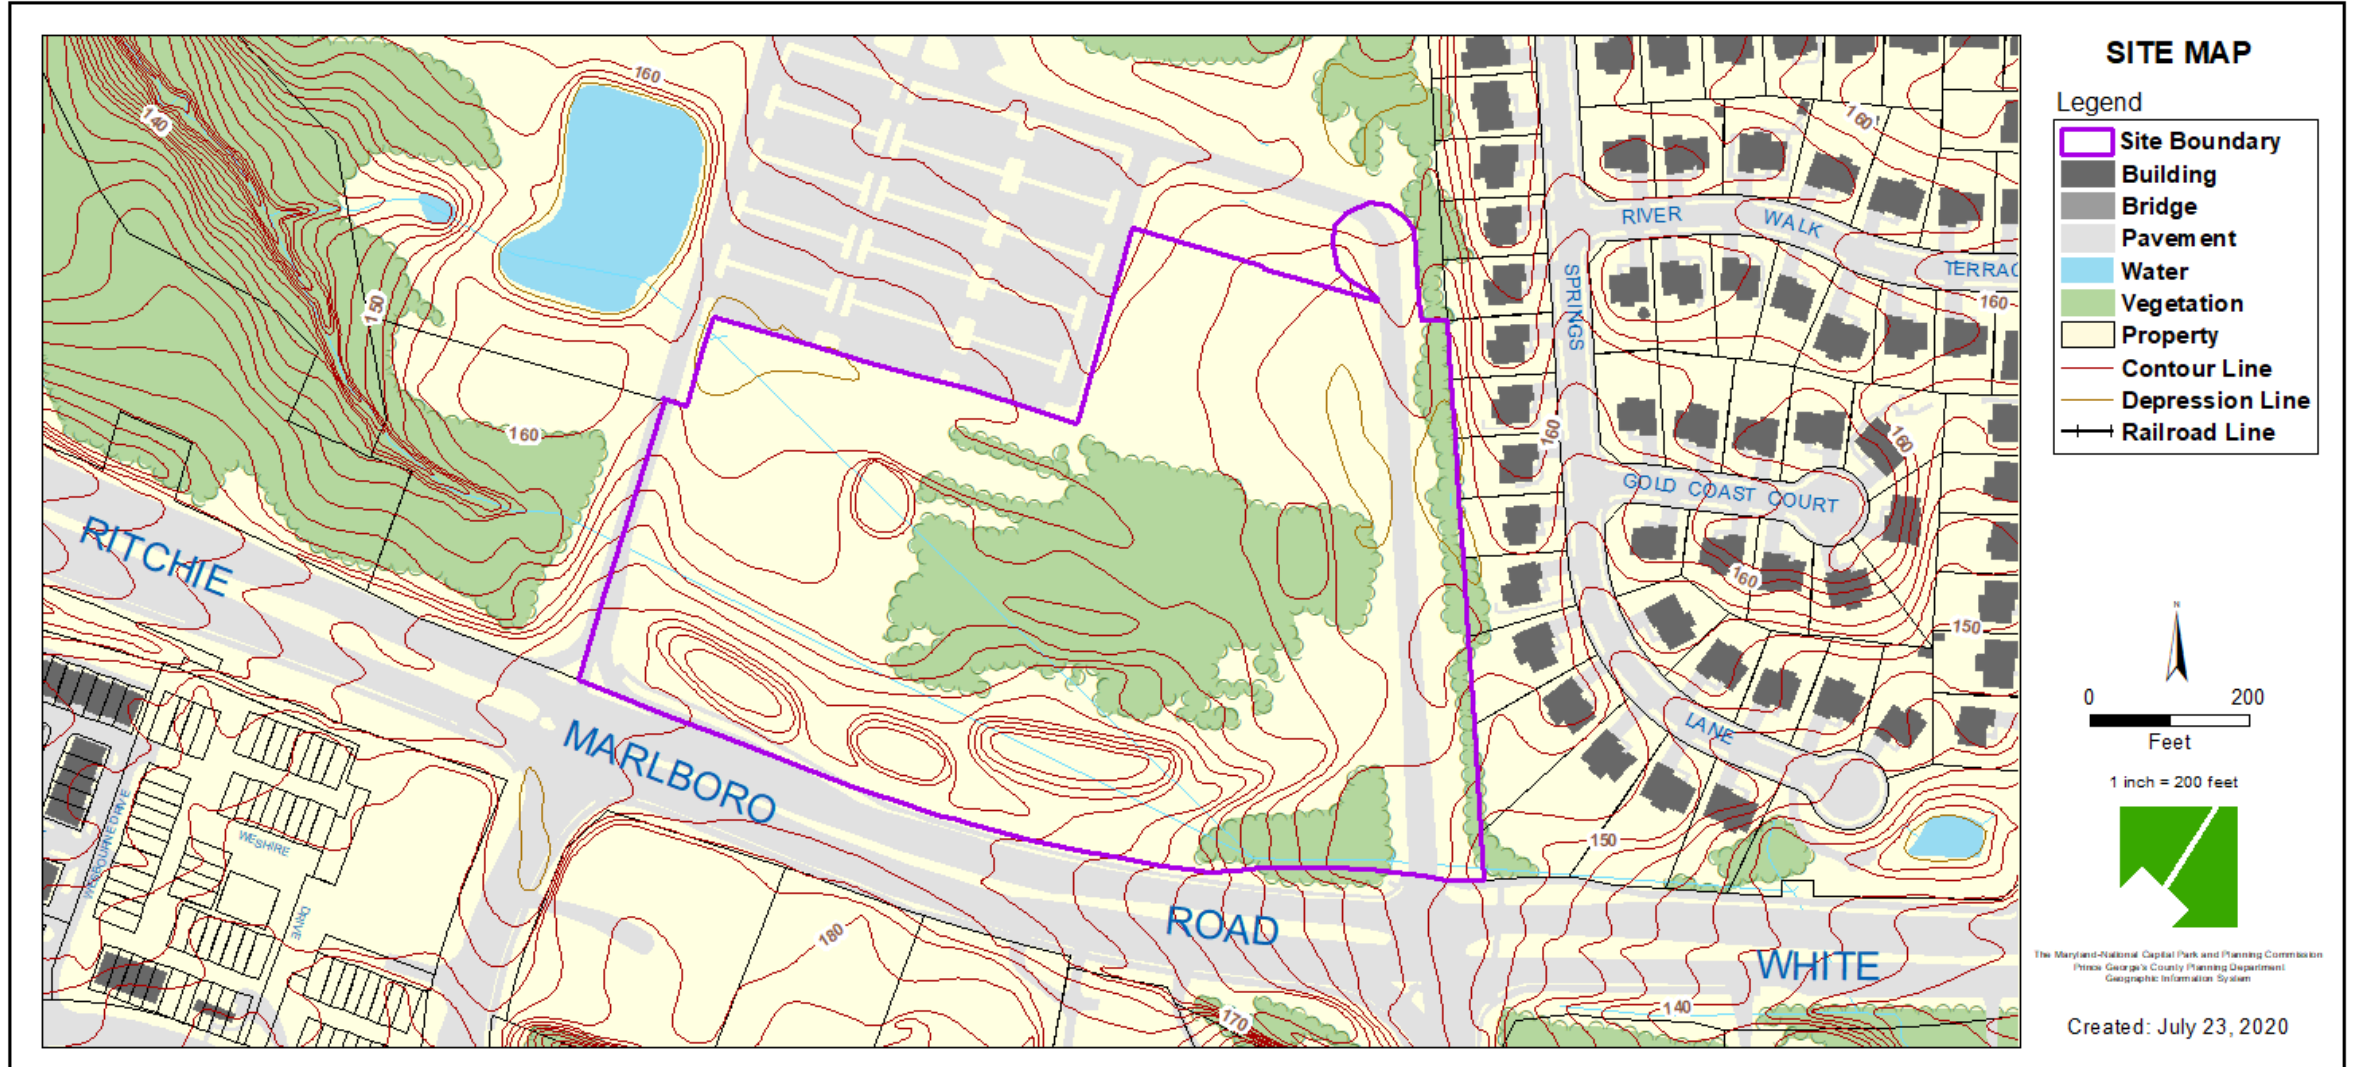 SITE MAP
Legend
Site Boundary
Building
Bridge
Pavement
Water
Vegetation
Property
Contour Line
Depression Line
Railroad Line
N
0 200
Feet
1 inch = 200 feet
The Maryland-National Capital Park and Planning Commission
Prince George's County Planning Department
Geographic Information System
Created: July 23, 2020
160
140
160
RIVER
WALK
TERRAC
160
150
SPRINGS
160
160
160
GOLD COAST COURT
160
150
RITCHIE
MARLBORO
LANE
150
WESHIRE
DRIVE
WESBOURNE DRIVE
180
ROAD
WHITE
170
140